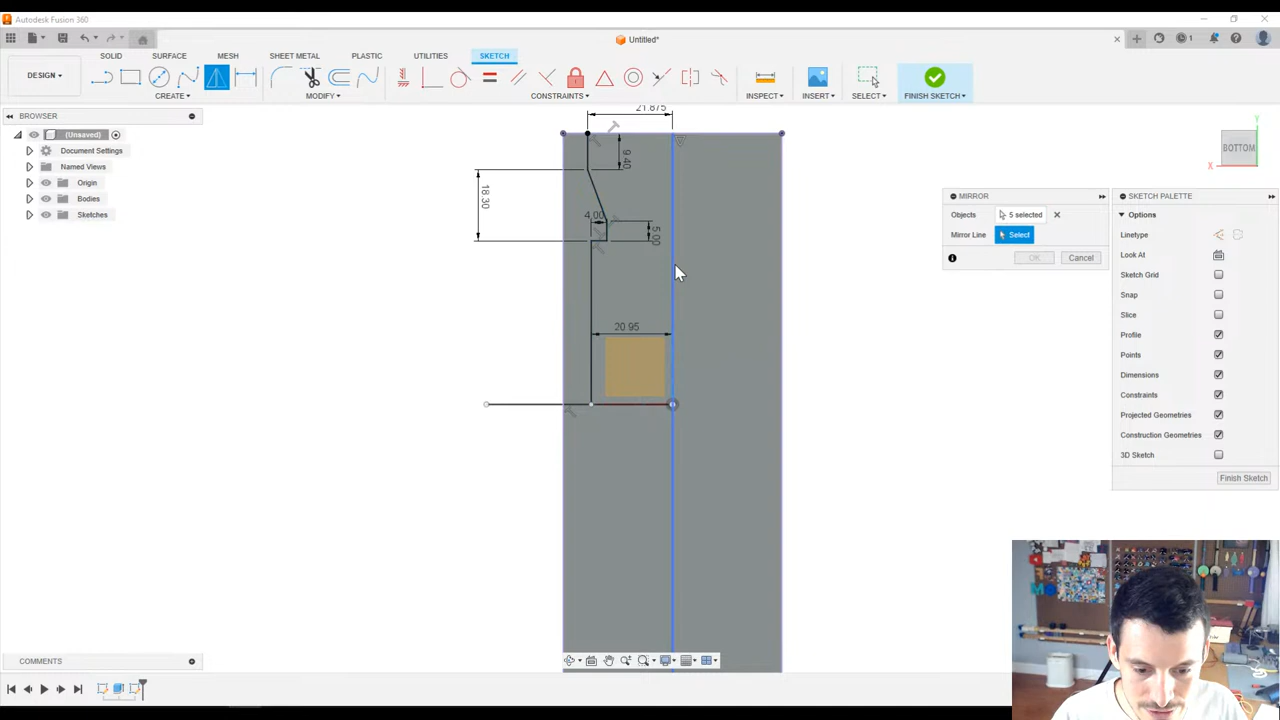 Autodesk Fusion 360
Untitled*
1
DESIGN
SOLID SURFACE MESH SHEET METAL PLASTIC UTILITIES SKETCH
CREATE MODIFY CONSTRAINTS INSPECT INSERT SELECT FINISH SKETCH
BROWSER
(Unsaved)
Document Settings
Named Views
Origin
Bodies
Sketches
21.875
9.40
18.30
4.00
5.00
20.95
Y
BOTTOM
X
MIRROR
Objects 5 selected
Mirror Line Select
OK Cancel
SKETCH PALETTE
Options
Linetype
Look At
Sketch Grid
Snap
Slice
Profile
Points
Dimensions
Constraints
Projected Geometries
Construction Geometries
3D Sketch
Finish Sketch
COMMENTS